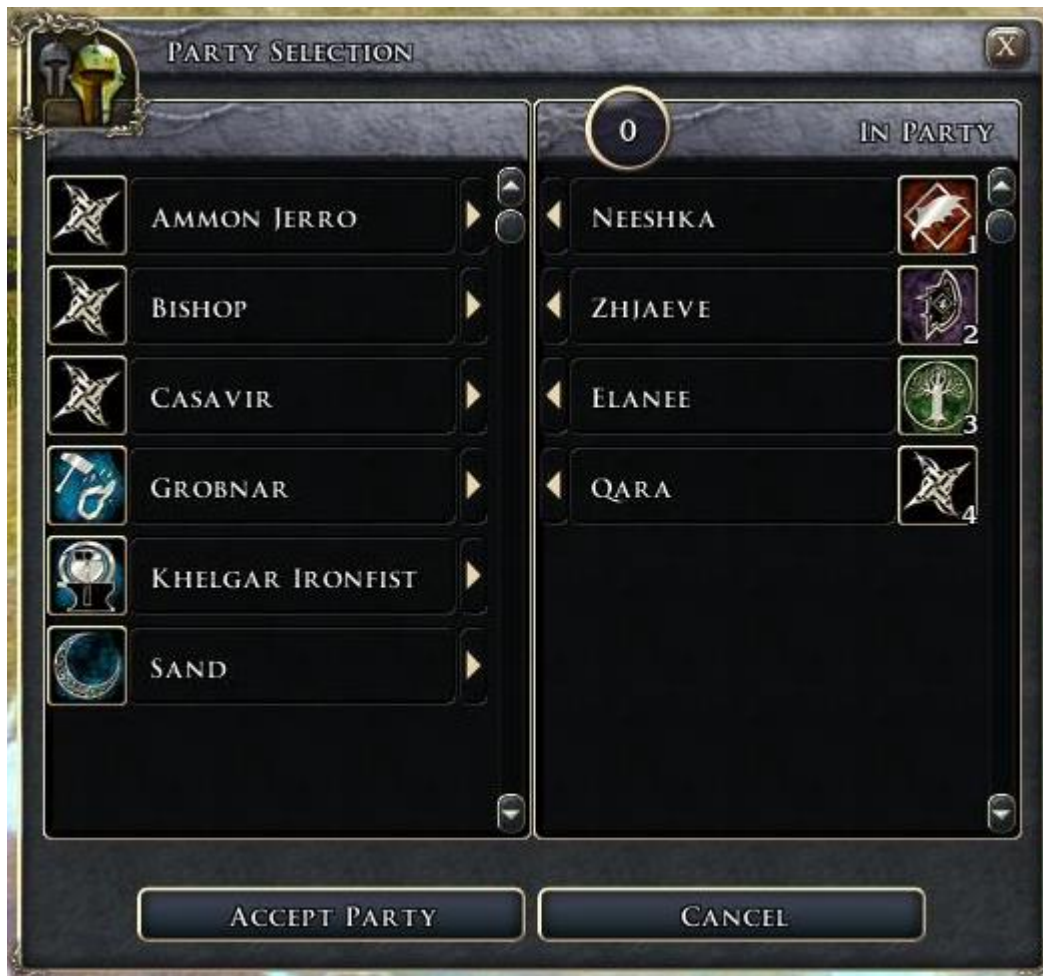 Party Selection
X
0
In Party
Ammon Jerro
Bishop
Casavir
Grobnar
Khelgar Ironfist
Sand
Neeshka
1
Zhjaeve
2
Elanee
3
Qara
4
Accept Party
Cancel